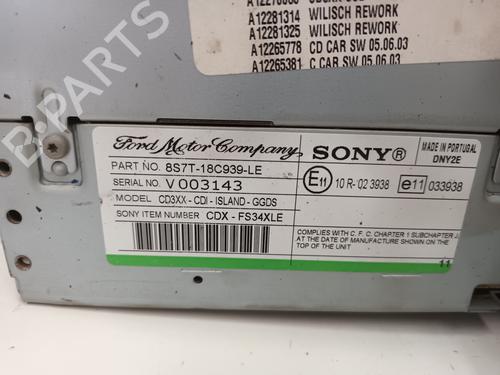 A12281314 WILISCH REWORK
A12281325 WILISCH REWORK
A12265778 CD CAR SW 05.06.03
A12265381 C CAR SW 05.06.03
B-PARTS
Ford Motor Company
SONY®
MADE IN PORTUGAL
DNY2E
PART NO. 8S7T-18C939-LE
SERIAL NO. V003143
E11 10 R- 02 3938 e11 033938
MODEL CD3XX - CDI - ISLAND - GGDS
SONY ITEM NUMBER CDX - FS34XLE
COMPLIES WITH C. F. C. CHAPTER 1 SUBCHAPTER J
AT THE DATE OF MANUFACTURE SHOWN ON THE
TOP OF THE UNIT
11